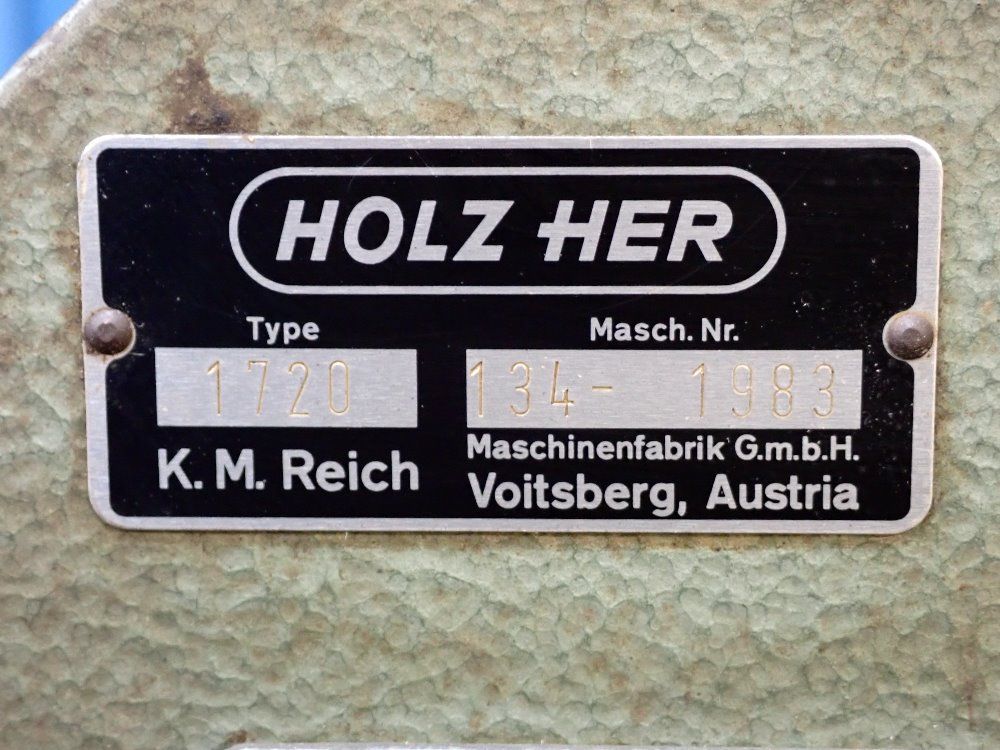 HOLZ HER
Type Masch. Nr.
1720 134- 1983
K. M. Reich Maschinenfabrik G.m.b.H.
Voitsberg, Austria